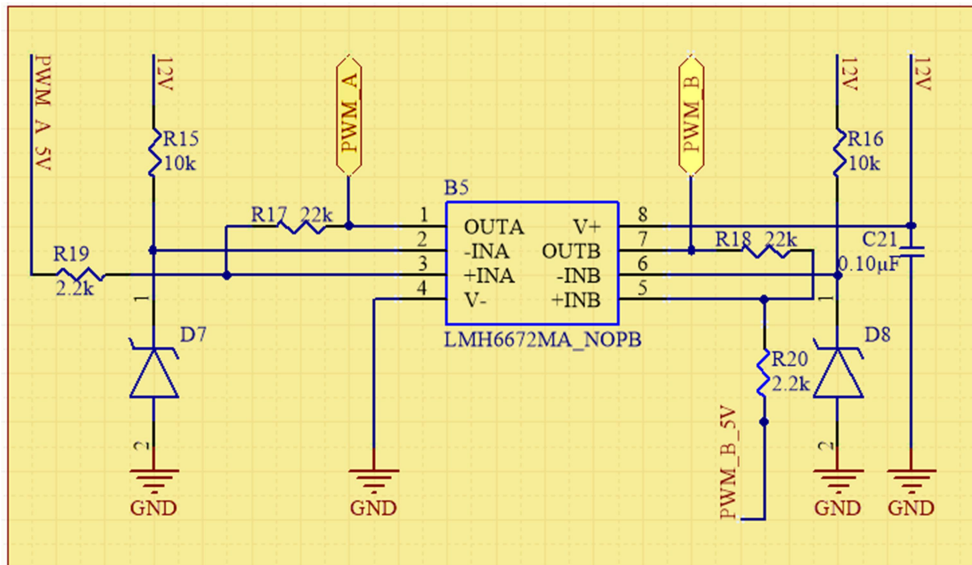 PWM_A_5V
12V
PWM_A
PWM_B
12V
12V
R15
10k
R16
10k
B5
R17 22k
1
OUTA
V+
8
2
-INA
OUTB
7
R18 22k
C21
0.10μF
R19
2.2k
3
+INA
-INB
6
4
V-
+INB
5
1
1
D7
LMH6672MA_NOPB
D8
R20
2.2k
PWM_B_5V
2
2
GND
GND
GND
GND